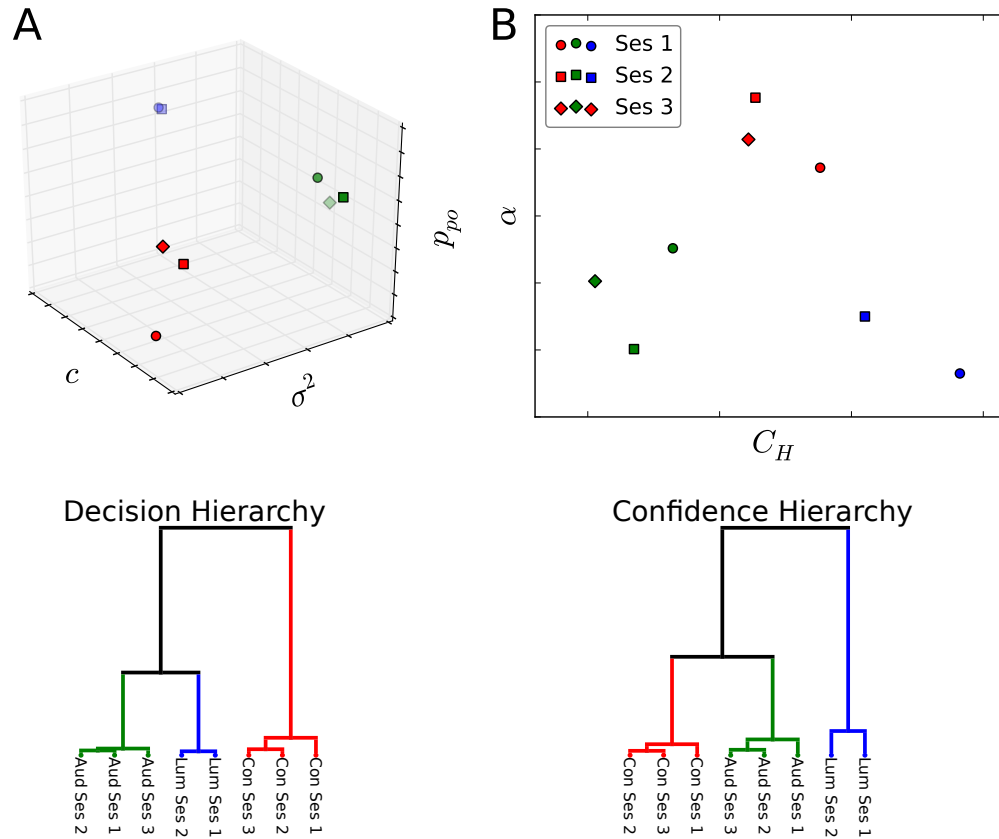 A
p_{po}
c
σ²
B
Ses 1
Ses 2
Ses 3
α
C_H
Decision Hierarchy
Aud Ses 2
Aud Ses 1
Aud Ses 3
Lum Ses 2
Lum Ses 1
Con Ses 3
Con Ses 2
Con Ses 1
Confidence Hierarchy
Con Ses 2
Con Ses 3
Con Ses 1
Aud Ses 3
Aud Ses 2
Aud Ses 1
Lum Ses 2
Lum Ses 1